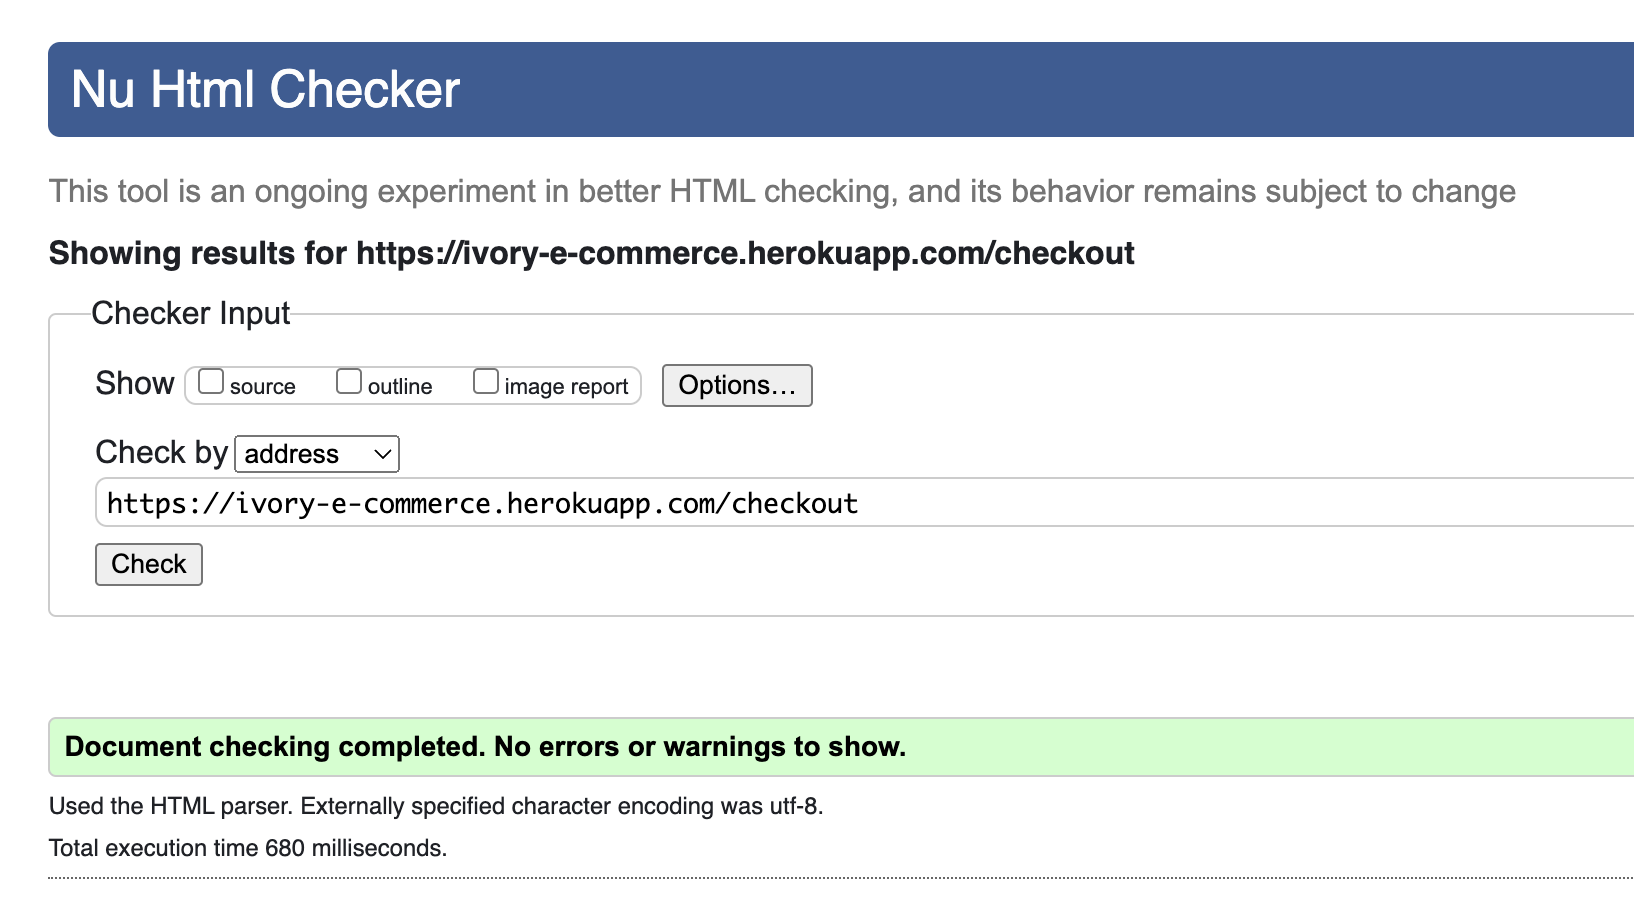 Nu Html Checker
This tool is an ongoing experiment in better HTML checking, and its behavior remains subject to change
Showing results for https://ivory-e-commerce.herokuapp.com/checkout
Checker Input
Show source outline image report Options...
Check by address
https://ivory-e-commerce.herokuapp.com/checkout
Check
Document checking completed. No errors or warnings to show.
Used the HTML parser. Externally specified character encoding was utf-8.
Total execution time 680 milliseconds.